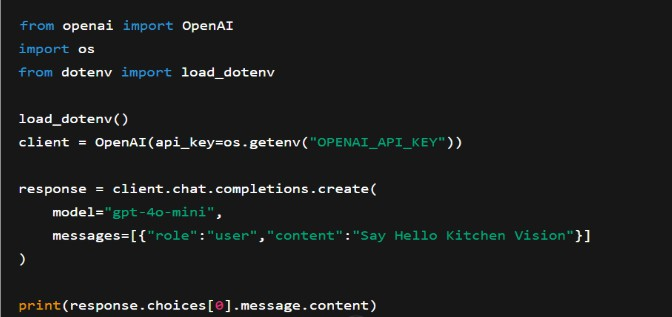 from openai import OpenAI
import os
from dotenv import load_dotenv

load_dotenv()
client = OpenAI(api_key=os.getenv("OPENAI_API_KEY"))

response = client.chat.completions.create(
    model="gpt-4o-mini",
    messages=[{"role":"user","content":"Say Hello Kitchen Vision"}]
)

print(response.choices[0].message.content)